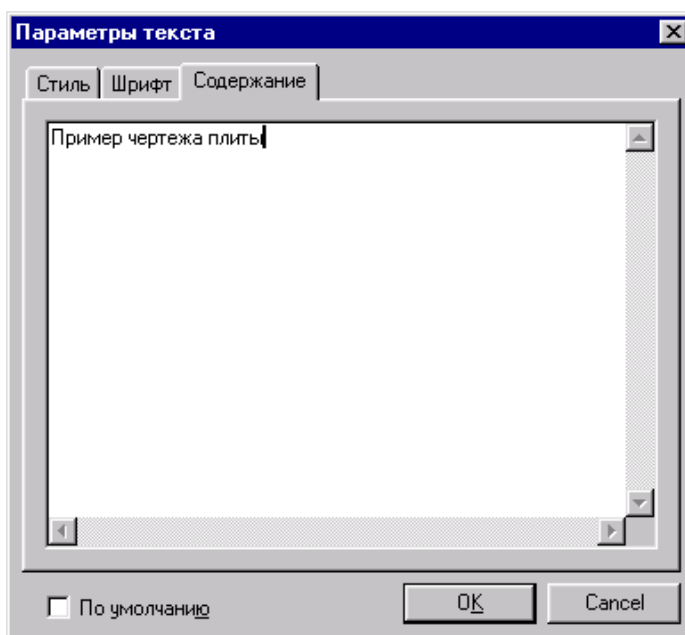 Параметры текста
Стиль Шрифт Содержание
Пример чертежа плиты
По умолчанию OK Cancel